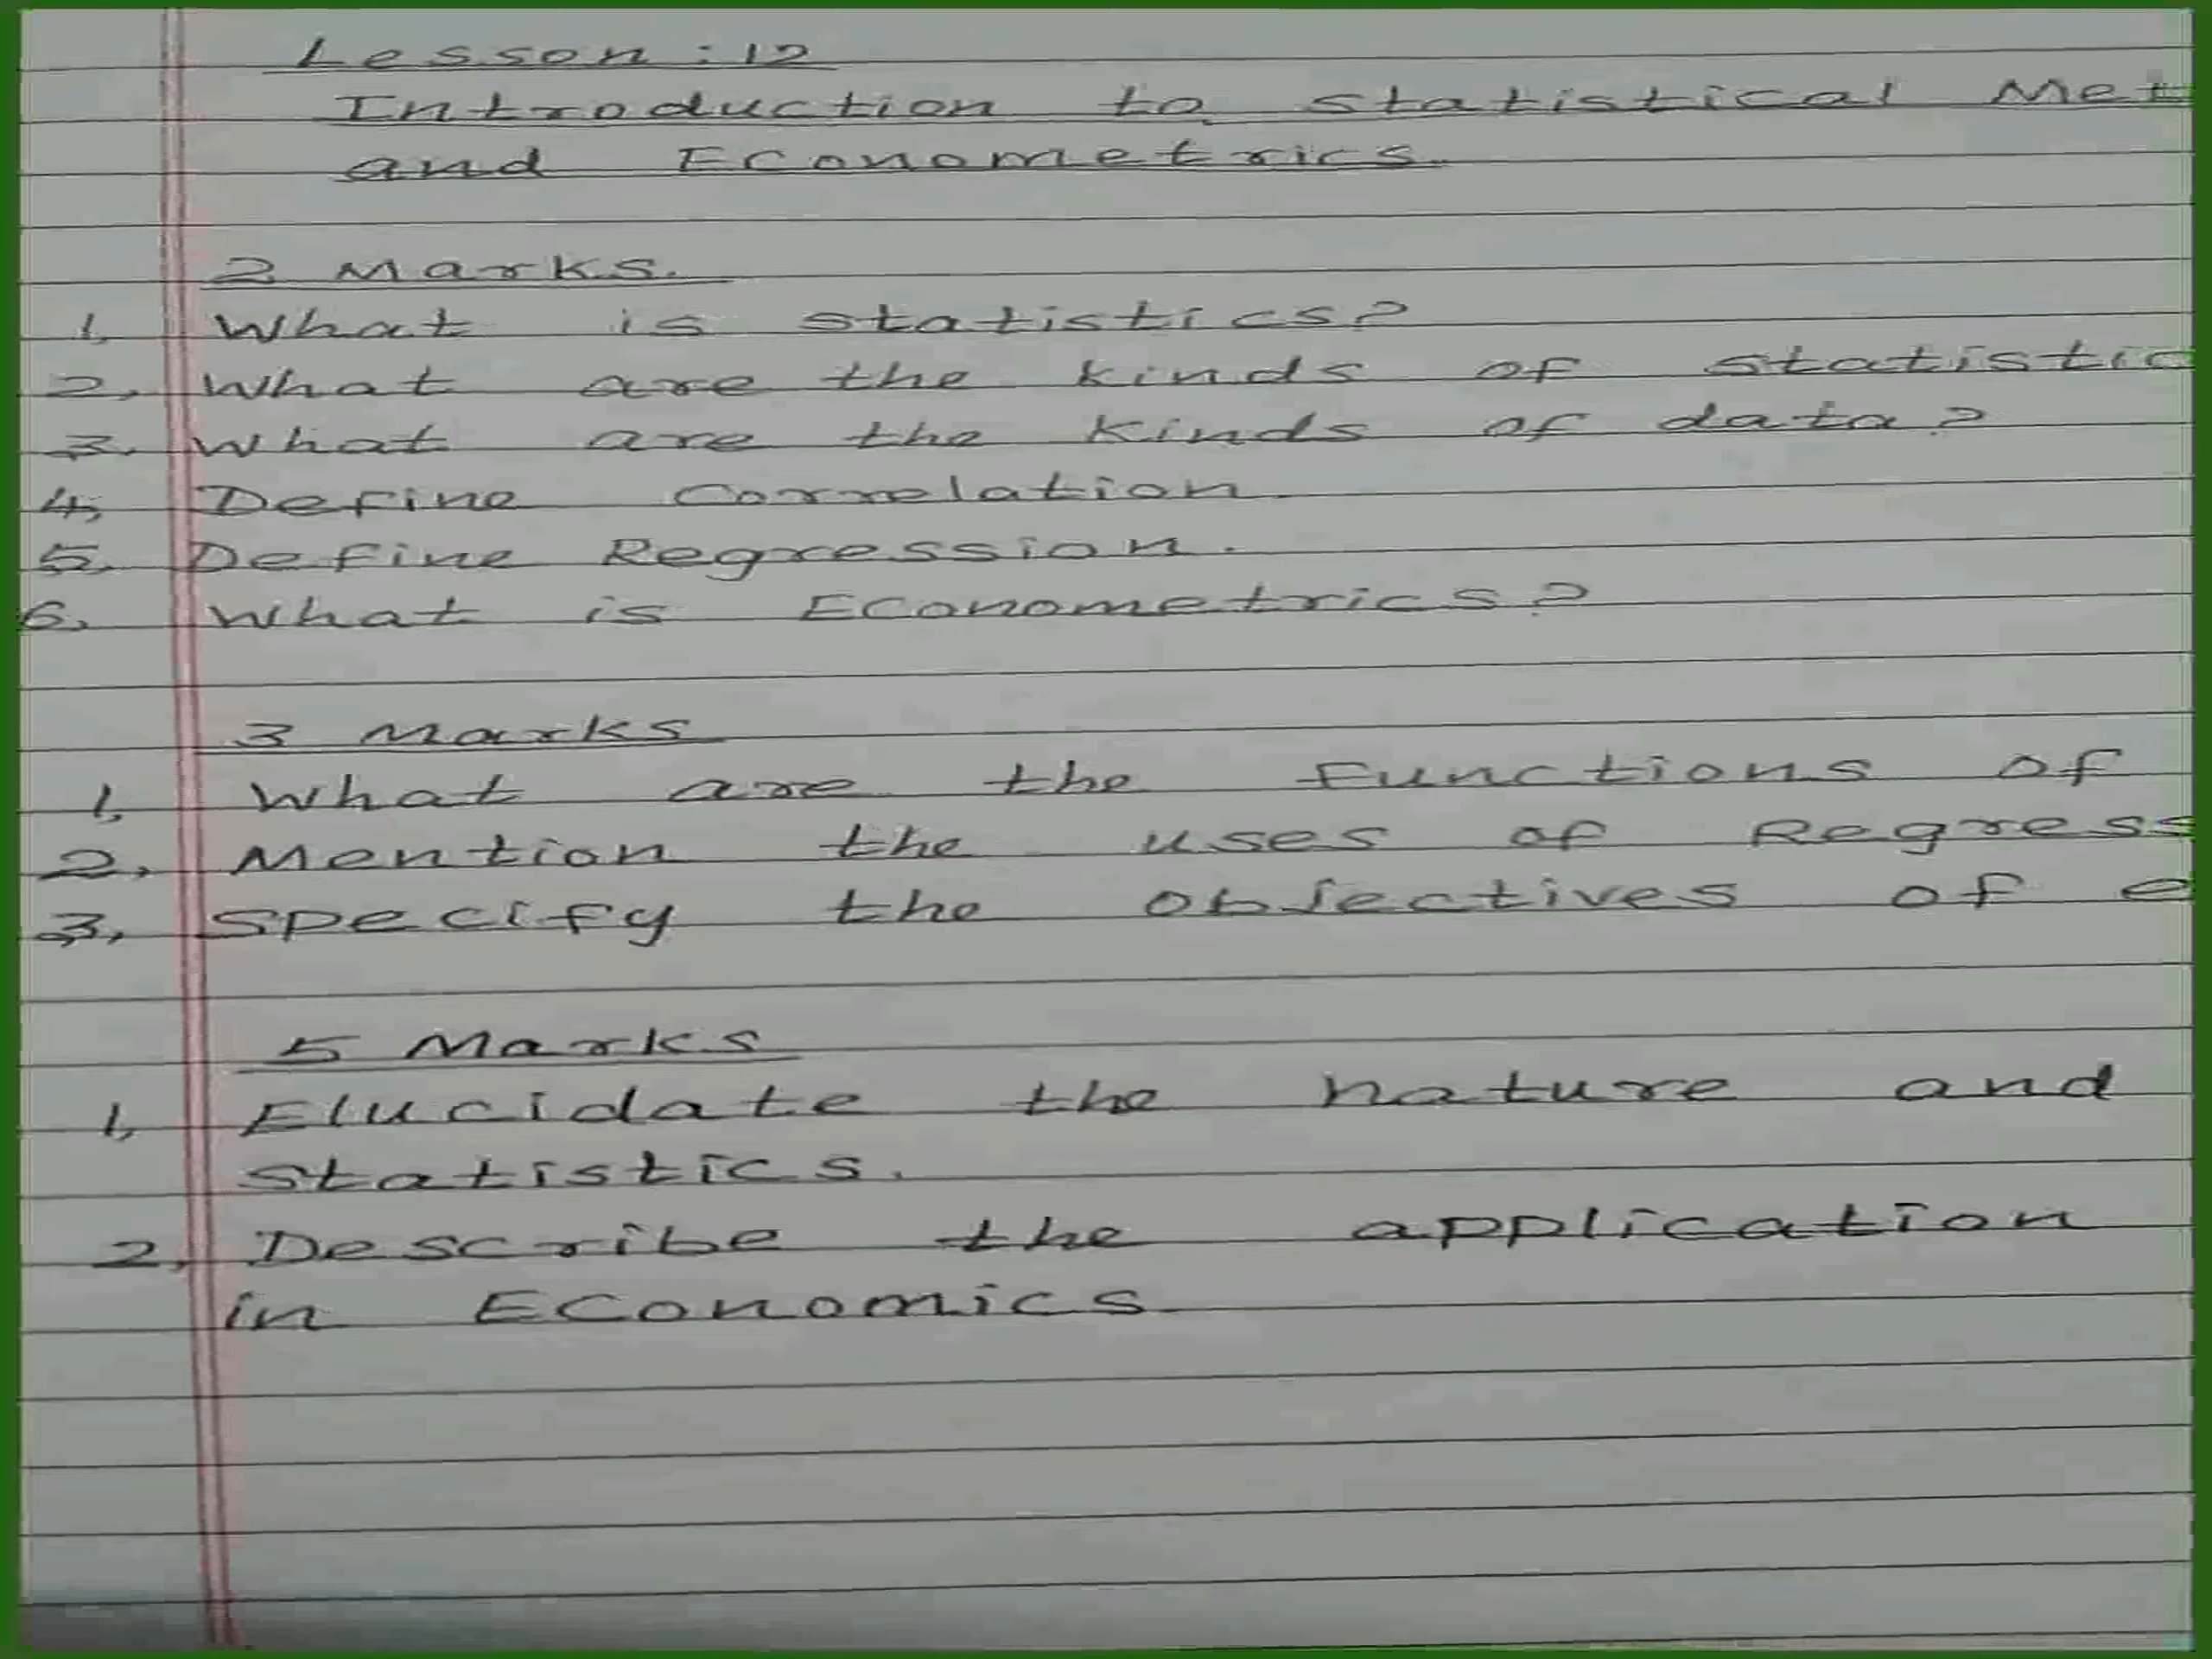 Lesson : 12
Introduction to statistical Met
and Econometrics.
2 Marks.
1, What is statistics?
2, What are the kinds of statistic
3. What are the kinds of data?
4, Define Correlation.
5, Define Regression.
6, What is Econometrics?
3 Marks
1, What are the functions of
2, Mention the uses of Regress
3, Specify the objectives of e
5 Marks
1, Elucidate the nature and
statistics.
2, Describe the application
in Economics